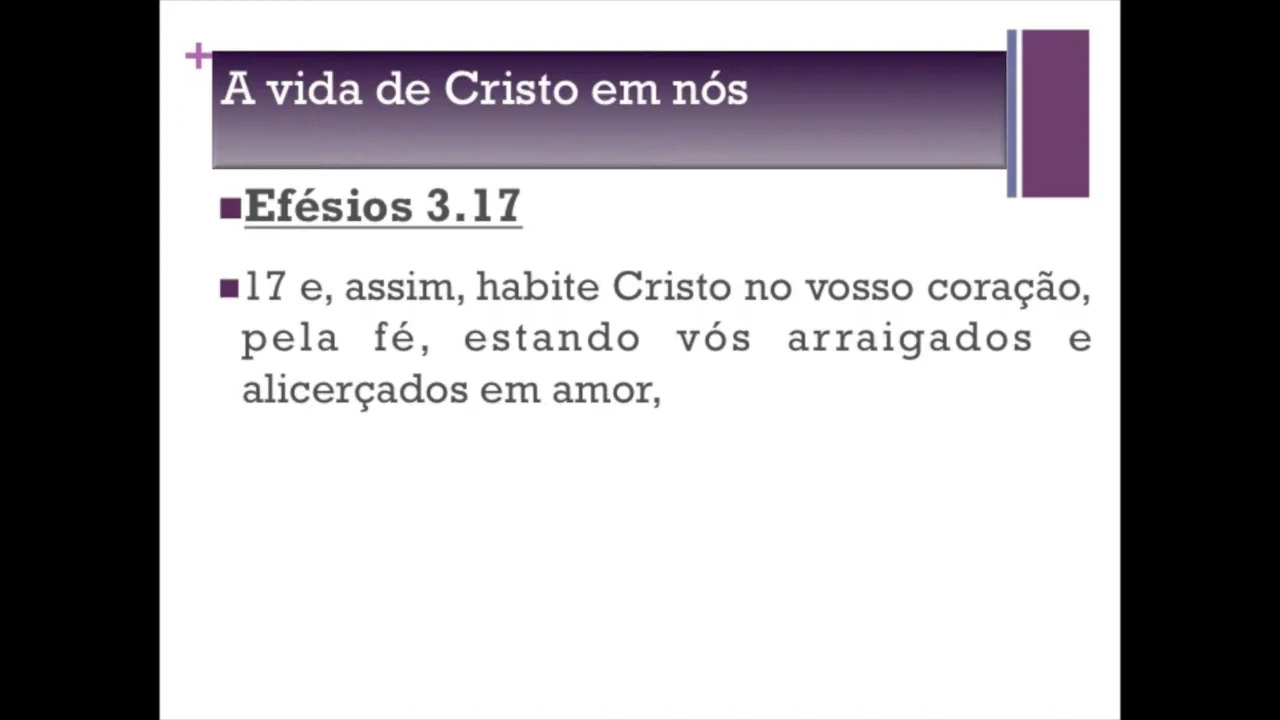 +
A vida de Cristo em nós
Efésios 3.17
17 e, assim, habite Cristo no vosso coração,
pela fé, estando vós arraigados e
alicerçados em amor,